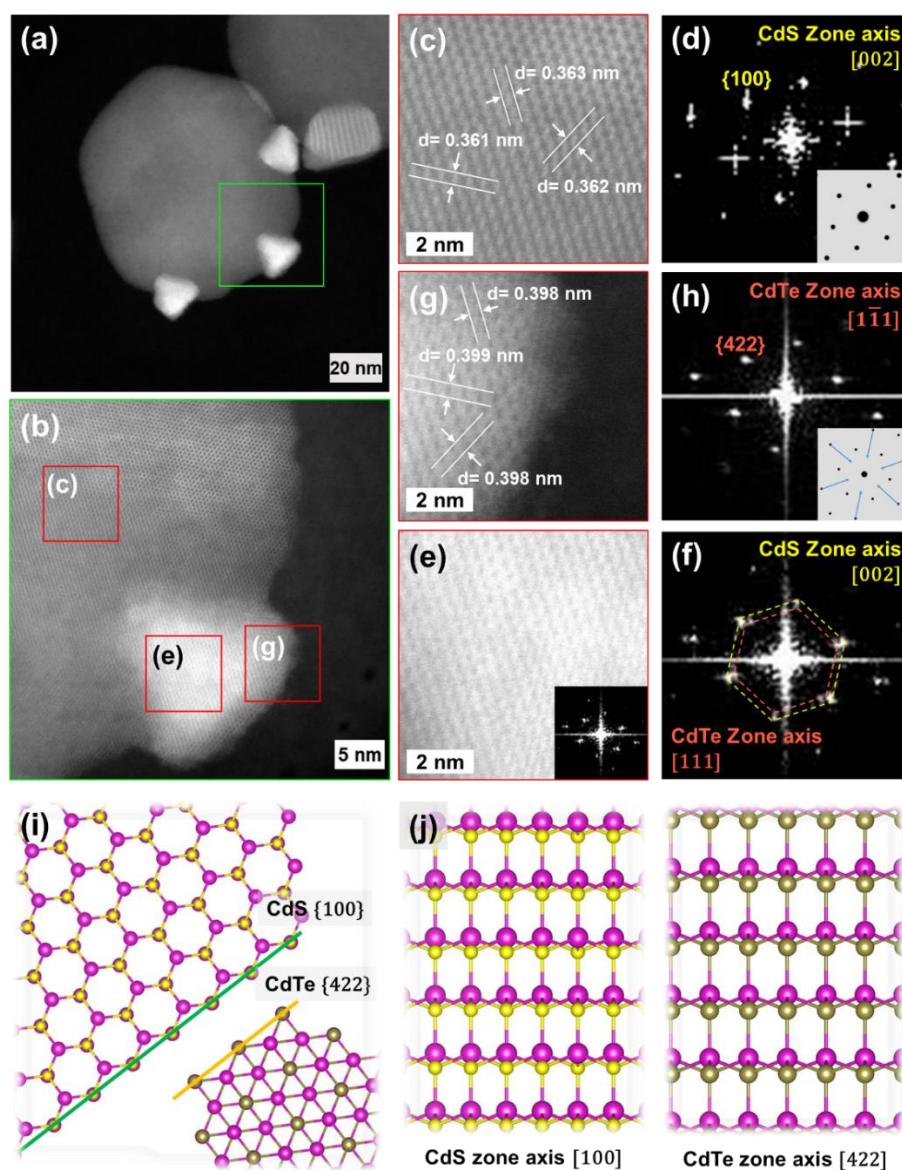 (a)
20 nm
(b)
(c)
(e)
(g)
5 nm
(c)
d= 0.363 nm
d= 0.361 nm
d= 0.362 nm
2 nm
(d)
CdS Zone axis
[002]
{100}
(g)
d= 0.398 nm
d= 0.399 nm
d= 0.398 nm
2 nm
(h)
CdTe Zone axis
[11̅1]
{422}
(e)
2 nm
(f)
CdS Zone axis
[002]
CdTe Zone axis
[111]
(i)
CdS {100}
CdTe {422}
(j)
CdS zone axis [100]
CdTe zone axis [422]